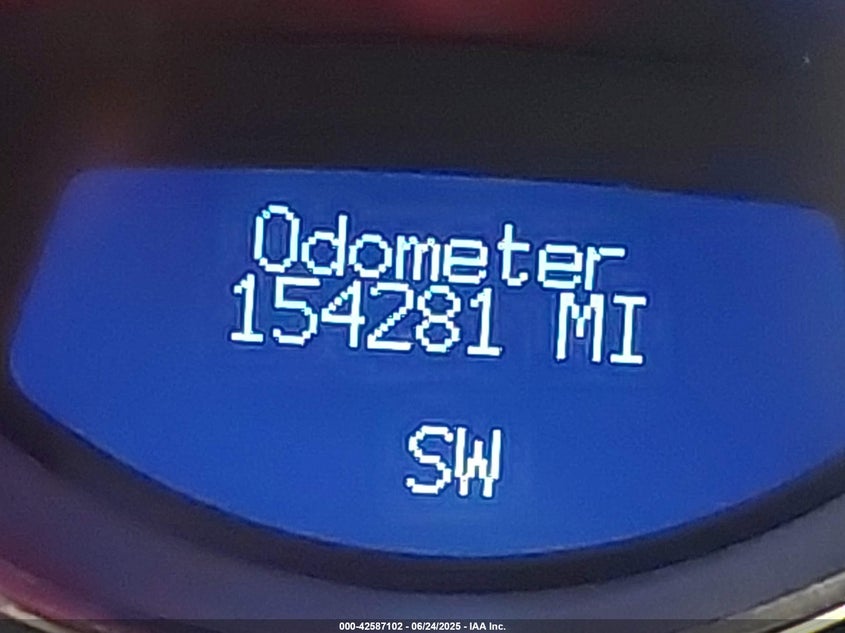 Odometer
154281 MI
SW
000-42587102 - 06/24/2025 - IAA Inc.